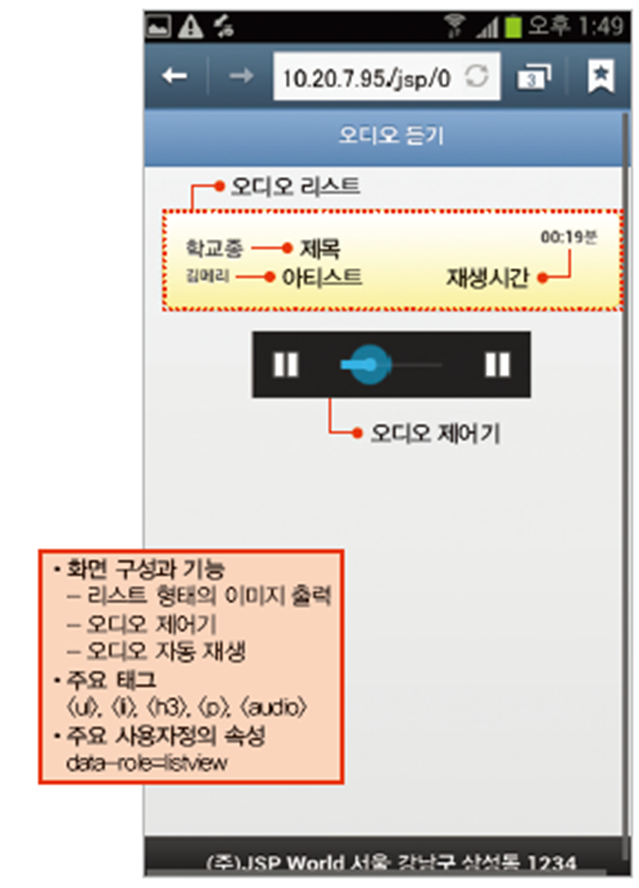 오후 1:49
10.20.7.95/jsp/0
3
오디오 듣기
오디오 리스트
학교종 제목
00:19분
김메리 아티스트 재생시간
오디오 제어기
• 화면 구성과 기능
– 리스트 형태의 이미지 출력
– 오디오 제어기
– 오디오 자동 재생
• 주요 태그
〈ul〉, 〈li〉, 〈h3〉, 〈p〉, 〈audio〉
• 주요 사용자정의 속성
data-role=listview
(주)JSP World 서울 강남구 삼성동 1234